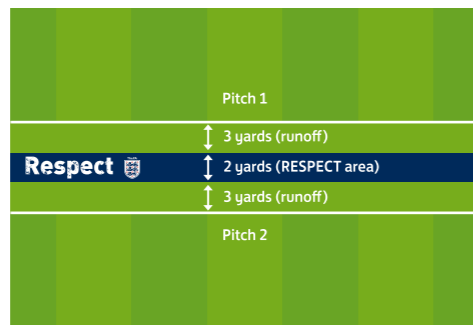 Pitch 1
3 yards (runoff)
Respect
2 yards (RESPECT area)
3 yards (runoff)
Pitch 2